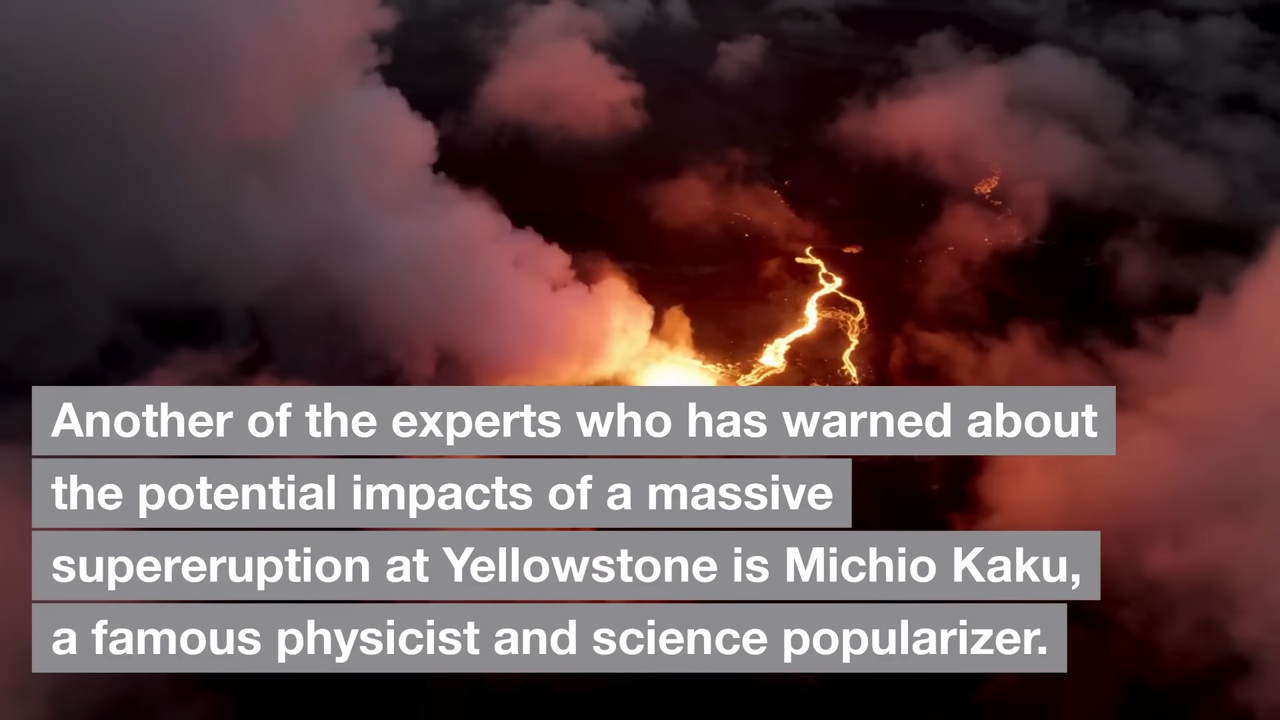 Another of the experts who has warned about
the potential impacts of a massive
supereruption at Yellowstone is Michio Kaku,
a famous physicist and science popularizer.